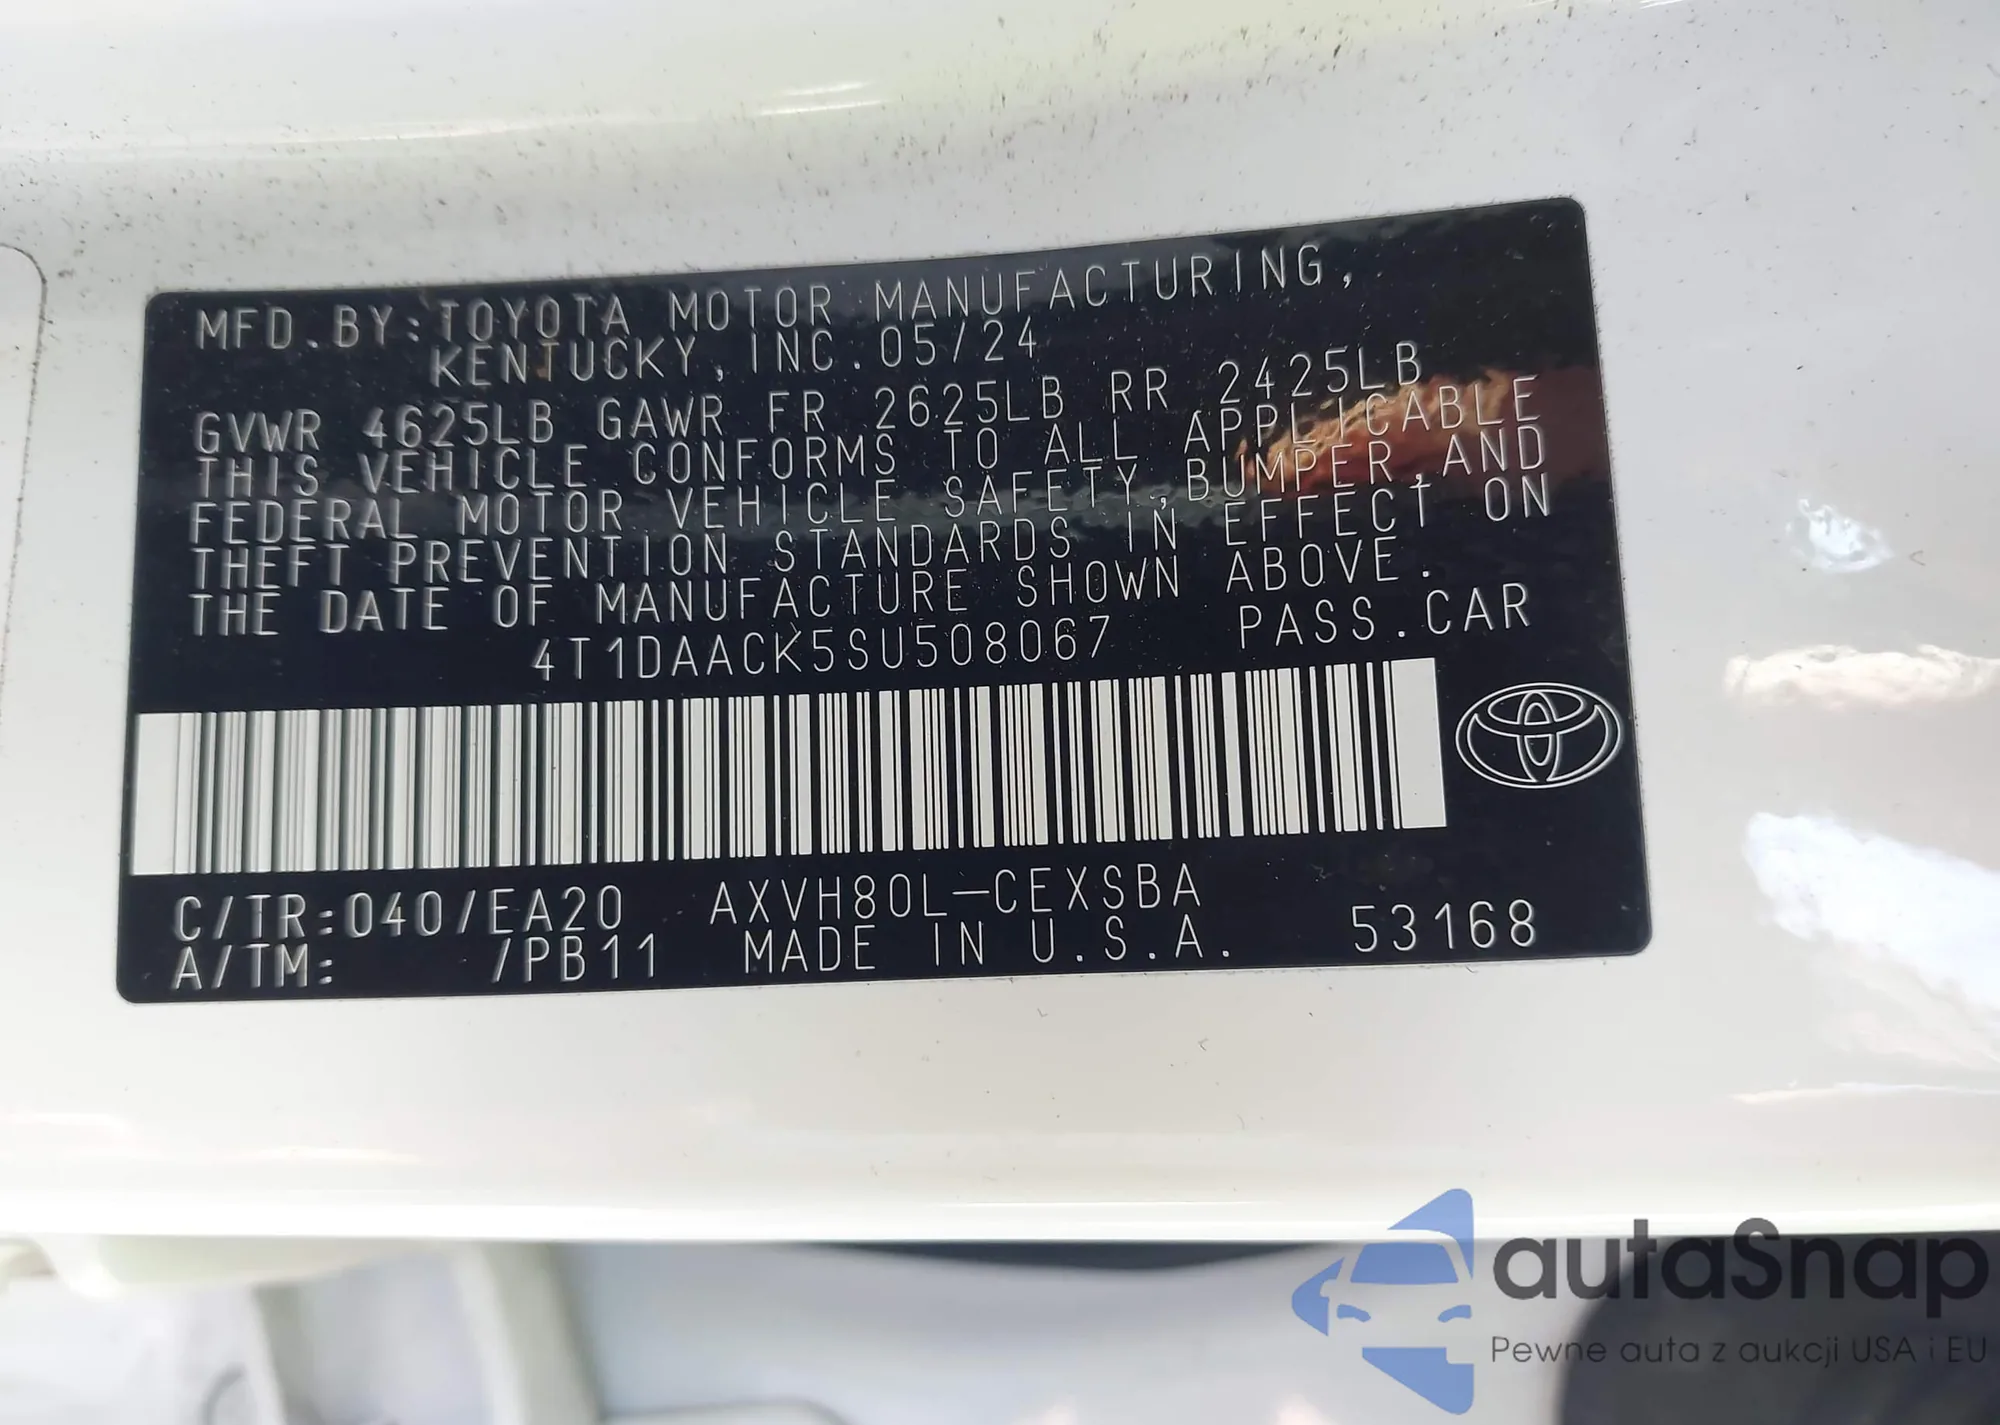 MFD.BY:TOYOTA MOTOR MANUFACTURING,
KENTUCKY, INC. 05/24
GVWR 4625LB GAWR FR 2625LB RR 2425LB
THIS VEHICLE CONFORMS TO ALL APPLICABLE
FEDERAL MOTOR VEHICLE SAFETY,BUMPER,AND
THEFT PREVENTION STANDARDS IN EFFECT ON
THE DATE OF MANUFACTURE SHOWN ABOVE.
4T1DAACK5SU508067 PASS.CAR
C/TR:040/EA20 AXVH80L-CEXSBA
A/TM: /PB11 MADE IN U.S.A. 53168
autaSnap
Pewne auta z aukcji USA i EU